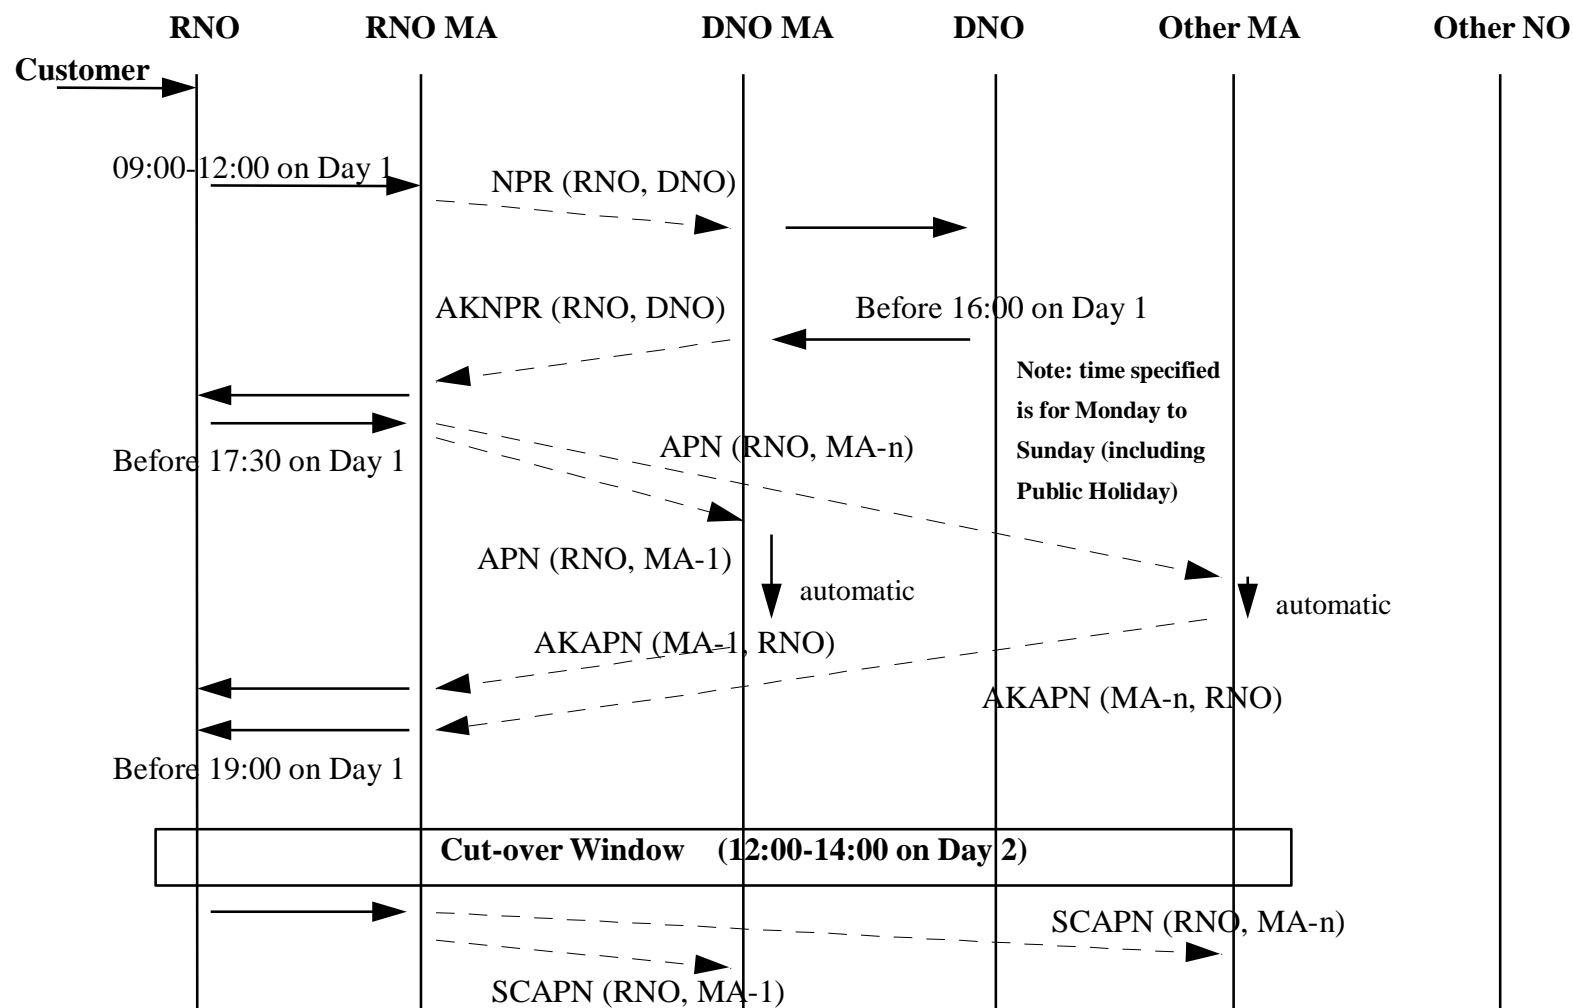 RNO RNO MA DNO MA DNO Other MA Other NO
Customer
09:00-12:00 on Day 1
NPR (RNO, DNO)
AKNPR (RNO, DNO)
Before 16:00 on Day 1
Note: time specified
is for Monday to
Sunday (including
Public Holiday)
APN (RNO, MA-n)
Before 17:30 on Day 1
APN (RNO, MA-1)
automatic
automatic
AKAPN (MA-1, RNO)
AKAPN (MA-n, RNO)
Before 19:00 on Day 1
Cut-over Window (12:00-14:00 on Day 2)
SCAPN (RNO, MA-n)
SCAPN (RNO, MA-1)